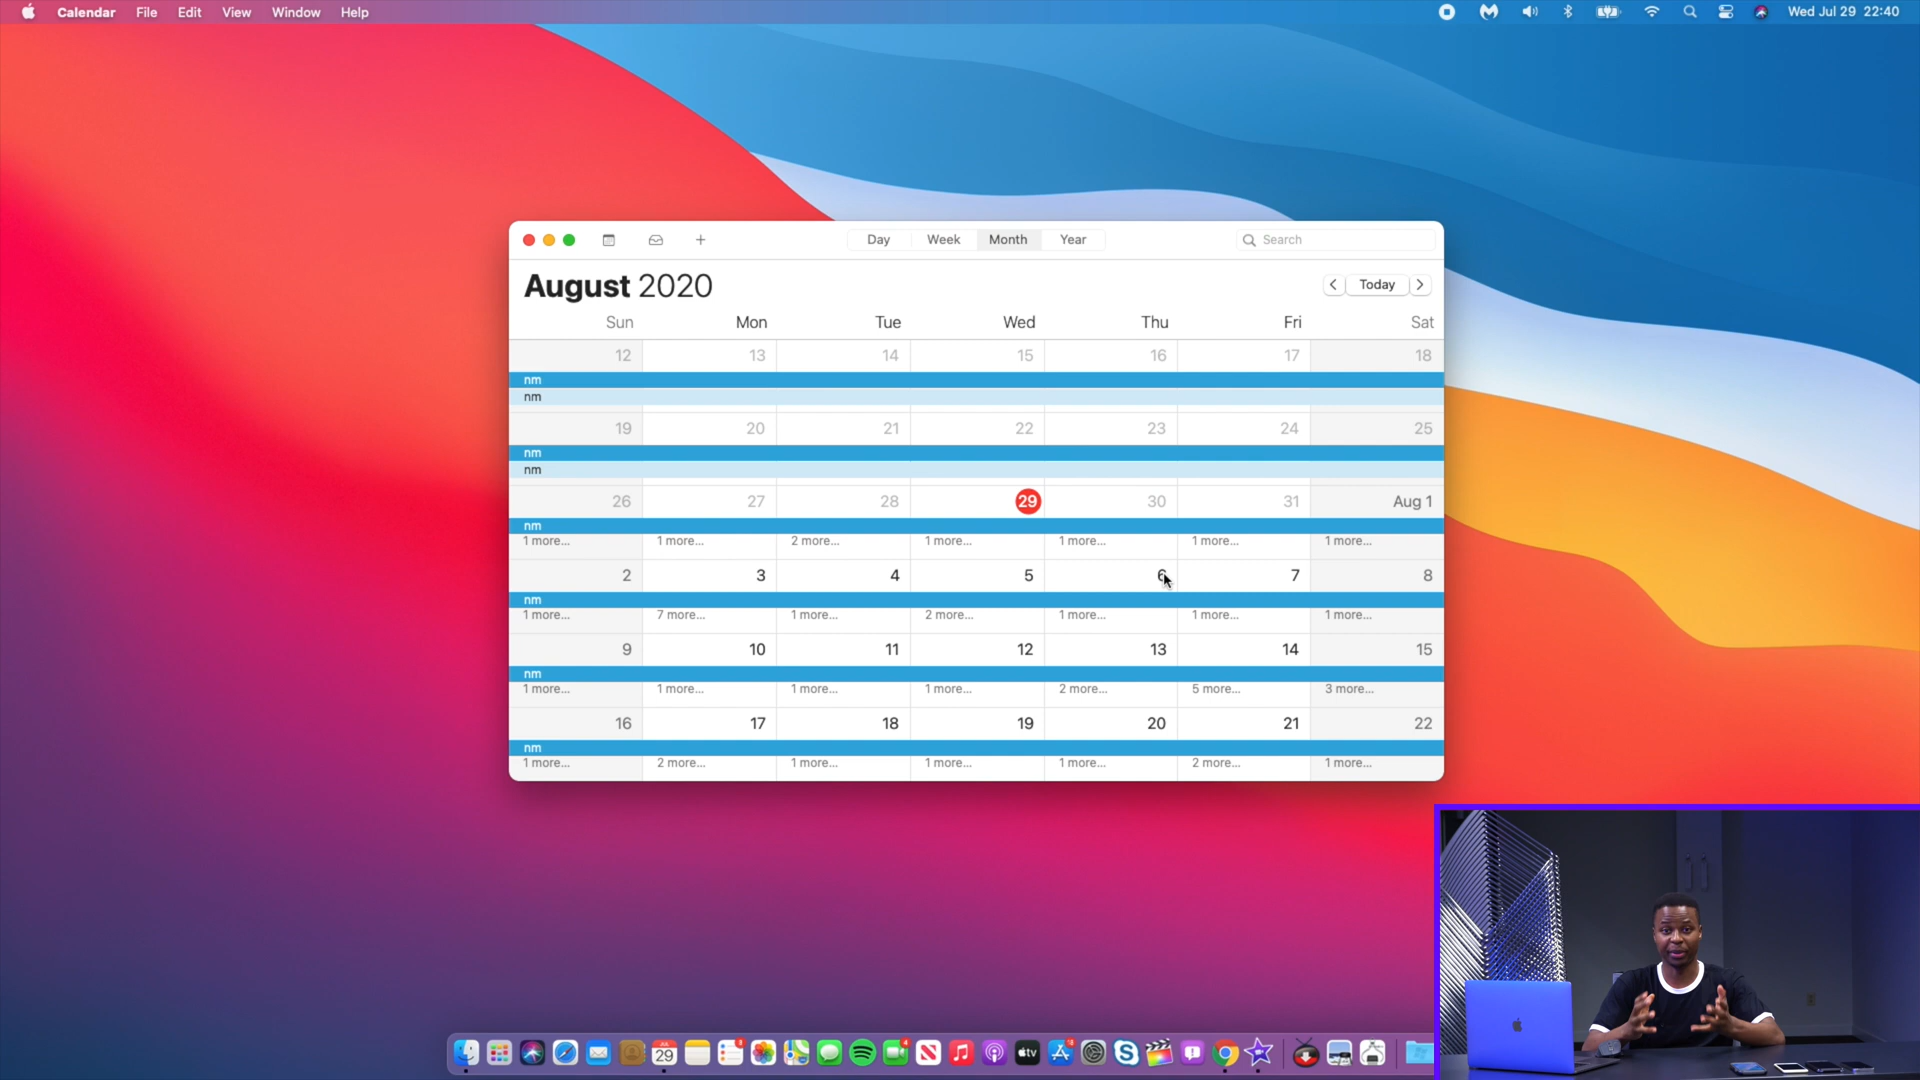 Calendar File Edit View Window Help Wed Jul 29 22:40
Day Week Month Year Search
August 2020 Today
Sun Mon Tue Wed Thu Fri Sat
12 13 14 15 16 17 18
nm
nm
19 20 21 22 23 24 25
nm
nm
26 27 28 29 30 31 Aug 1
nm
1 more... 1 more... 2 more... 1 more... 1 more... 1 more... 1 more...
2 3 4 5 6 7 8
nm
1 more... 7 more... 1 more... 2 more... 1 more... 1 more... 1 more...
9 10 11 12 13 14 15
nm
1 more... 1 more... 1 more... 1 more... 2 more... 5 more... 3 more...
16 17 18 19 20 21 22
nm
1 more... 2 more... 1 more... 1 more... 1 more... 2 more... 1 more...
29 tv